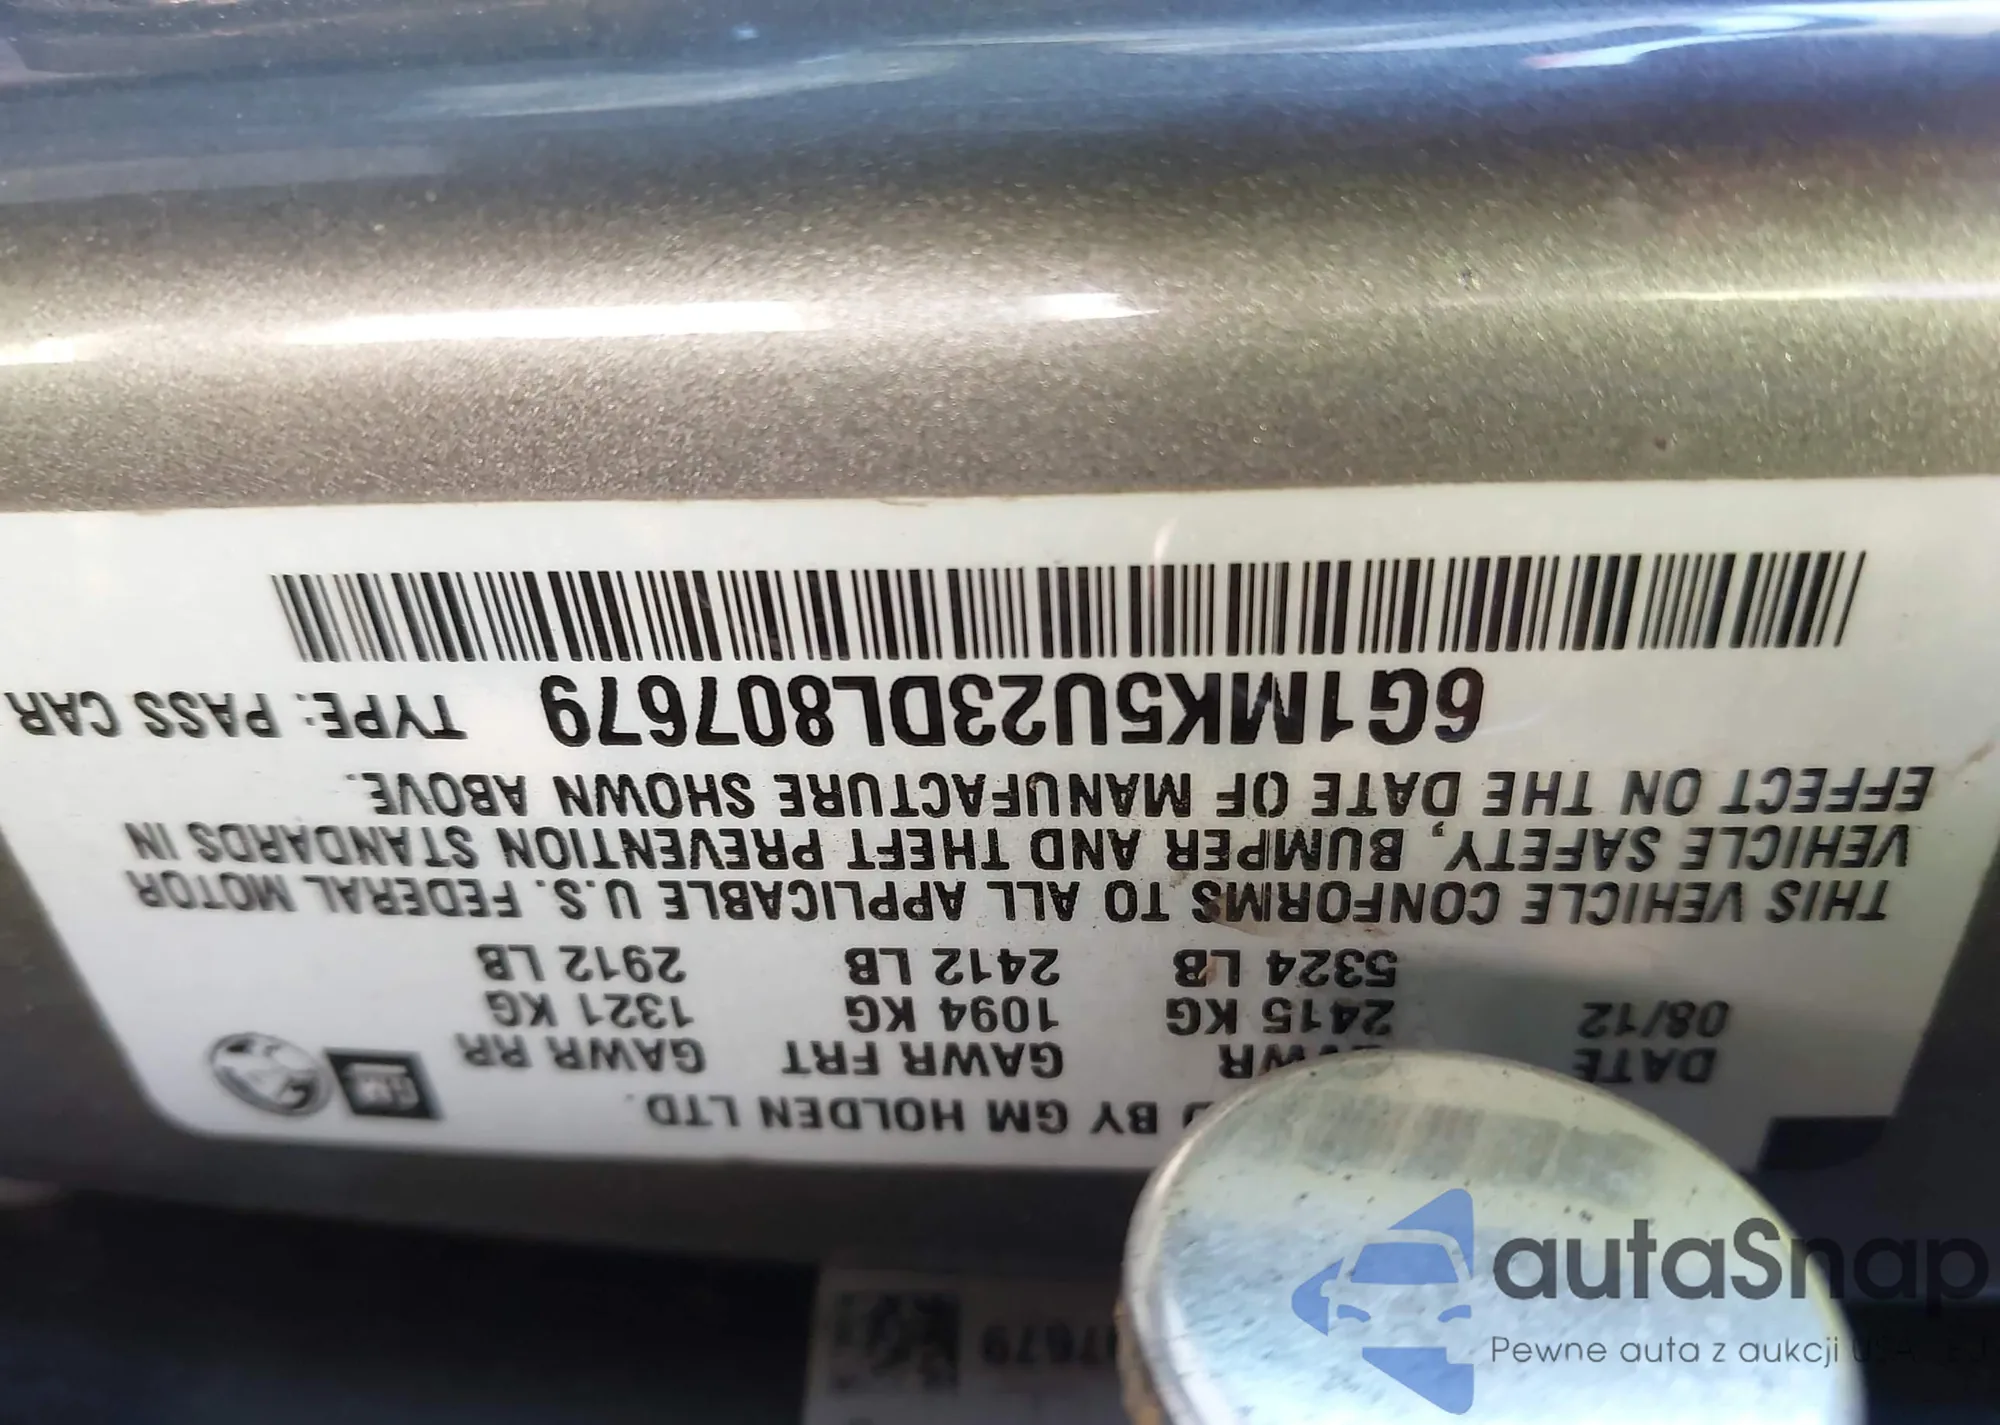 BY GM HOLDEN LTD.
DATE GAWR FRT GAWR RR
08/12 2415 KG 1094 KG 1321 KG
5324 LB 2412 LB 2912 LB
THIS VEHICLE CONFORMS TO ALL APPLICABLE U.S. FEDERAL MOTOR
VEHICLE SAFETY, BUMPER AND THEFT PREVENTION STANDARDS IN
EFFECT ON THE DATE OF MANUFACTURE SHOWN ABOVE.
6G1MK5U23DL807679 TYPE: PASS CAR
GM
7679
autaSnap
Pewne auta z aukcji